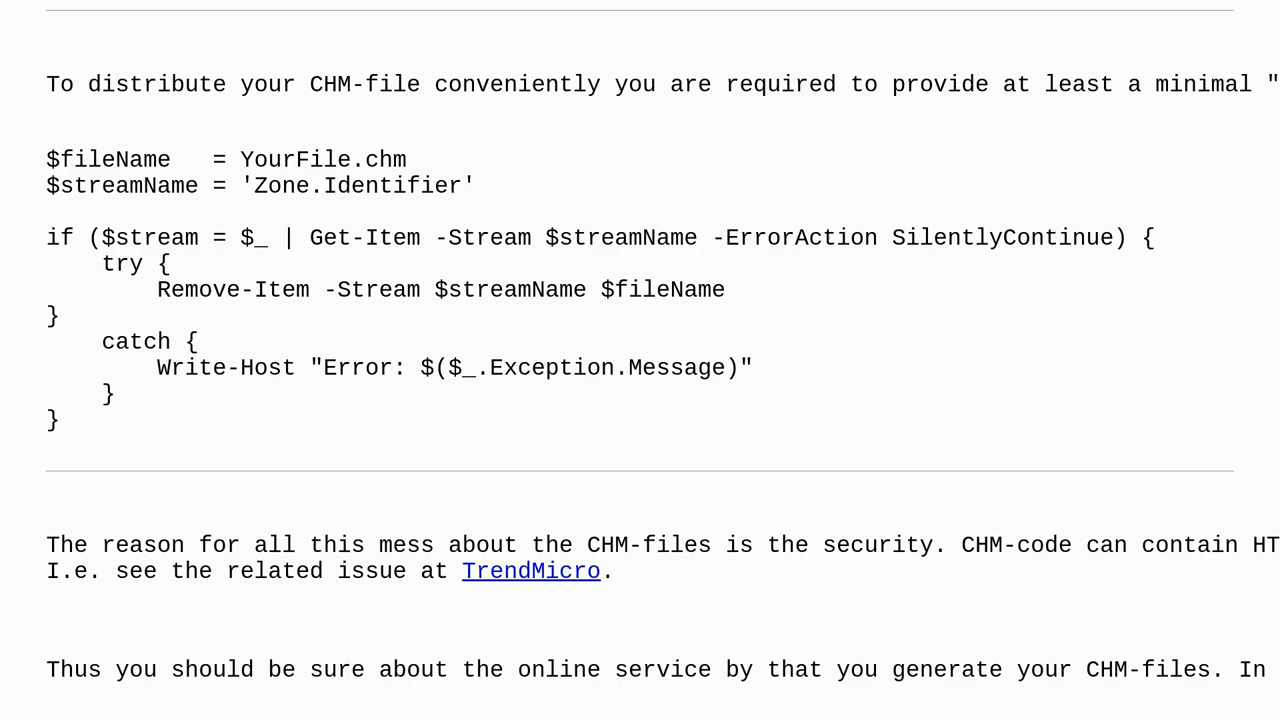 To distribute your CHM-file conveniently you are required to provide at least a minimal "
$fileName   = YourFile.chm
$streamName = 'Zone.Identifier'
if ($stream = $_ | Get-Item -Stream $streamName -ErrorAction SilentlyContinue) {
    try {
        Remove-Item -Stream $streamName $fileName
}
    catch {
        Write-Host "Error: $($_.Exception.Message)"
    }
}
The reason for all this mess about the CHM-files is the security. CHM-code can contain HT
I.e. see the related issue at TrendMicro.
Thus you should be sure about the online service by that you generate your CHM-files. In